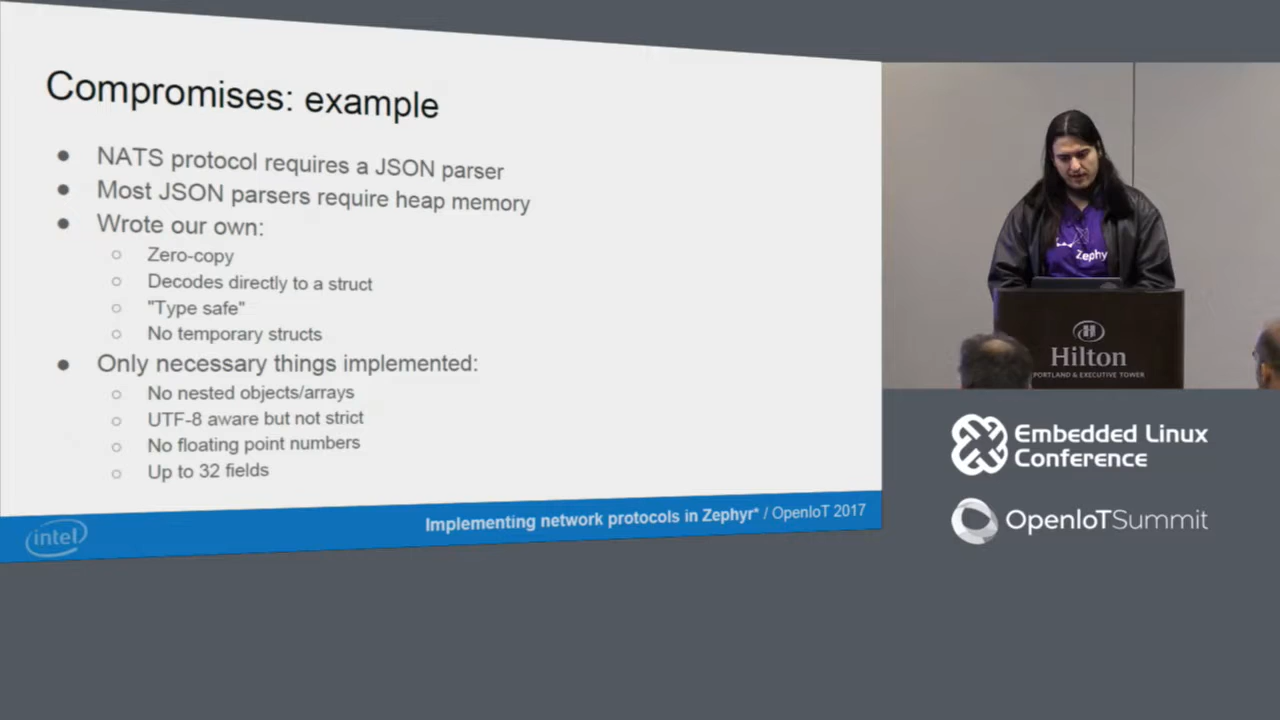 Compromises: example
● NATS protocol requires a JSON parser
● Most JSON parsers require heap memory
● Wrote our own:
○ Zero-copy
○ Decodes directly to a struct
○ "Type safe"
○ No temporary structs
● Only necessary things implemented:
○ No nested objects/arrays
○ UTF-8 aware but not strict
○ No floating point numbers
○ Up to 32 fields
intel
Implementing network protocols in Zephyr* / OpenIoT 2017
Zephy
Hilton
PORTLAND & EXECUTIVE TOWER
Embedded Linux
Conference
OpenIoTSummit